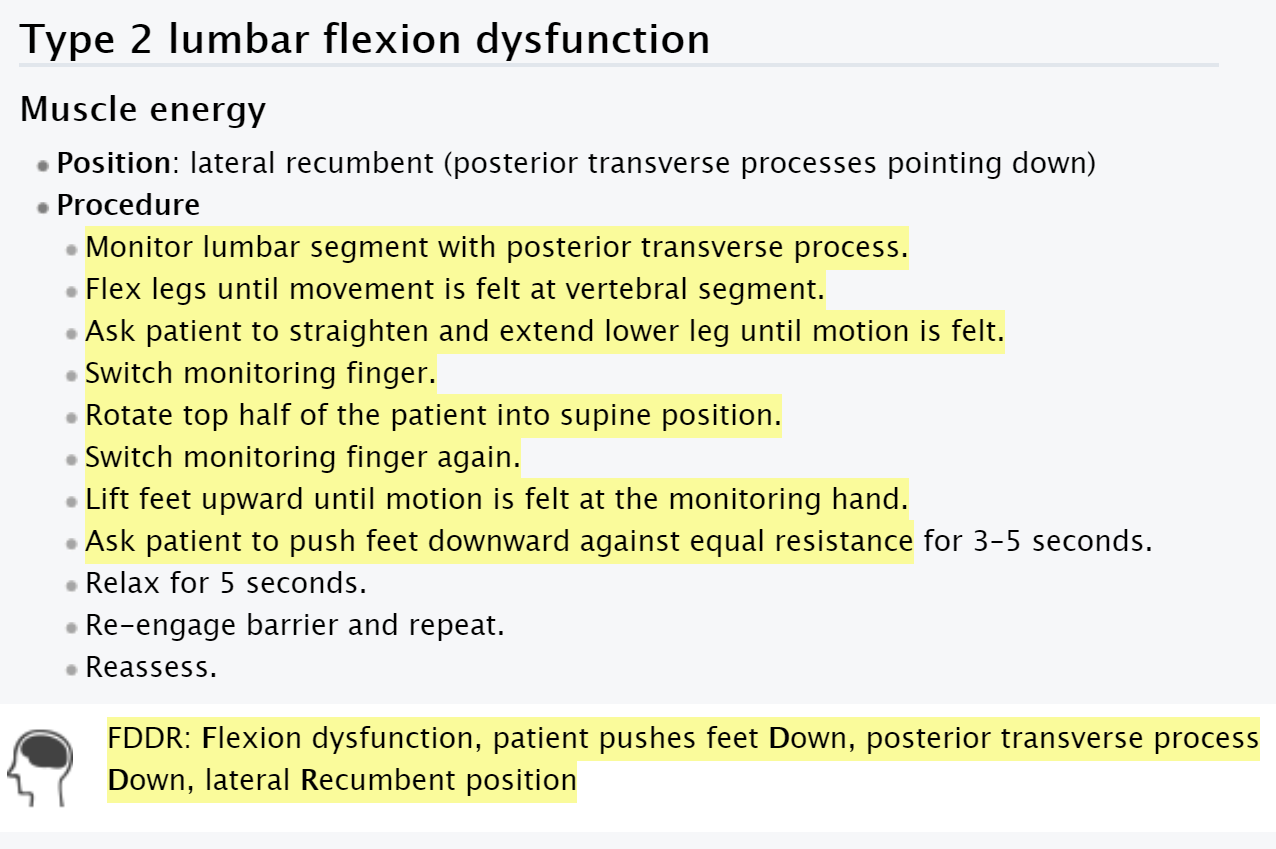 Type 2 lumbar flexion dysfunction
Muscle energy
Position: lateral recumbent (posterior transverse processes pointing down)
Procedure
Monitor lumbar segment with posterior transverse process.
Flex legs until movement is felt at vertebral segment.
Ask patient to straighten and extend lower leg until motion is felt.
Switch monitoring finger.
Rotate top half of the patient into supine position.
Switch monitoring finger again.
Lift feet upward until motion is felt at the monitoring hand.
Ask patient to push feet downward against equal resistance for 3–5 seconds.
Relax for 5 seconds.
Re-engage barrier and repeat.
Reassess.
FDDR: Flexion dysfunction, patient pushes feet Down, posterior transverse process
Down, lateral Recumbent position